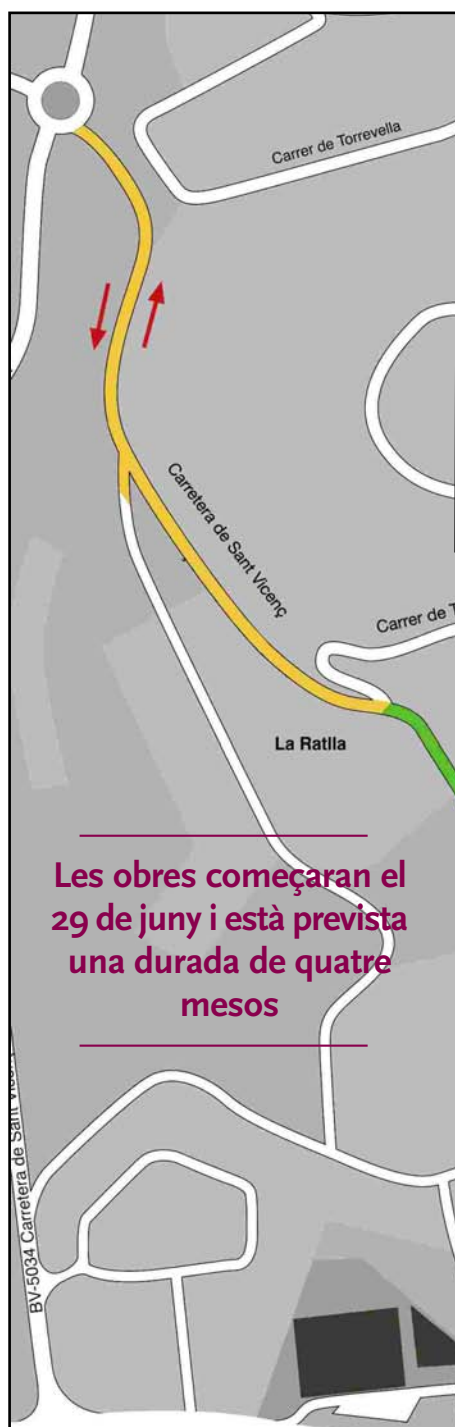 Carrer de Torrevella
Carretera de Sant Vicenç
Carrer de T
La Ratlla
Les obres començaran el
29 de juny i està prevista
una durada de quatre
mesos
BV-5034 Carretera de Sant Vicenç